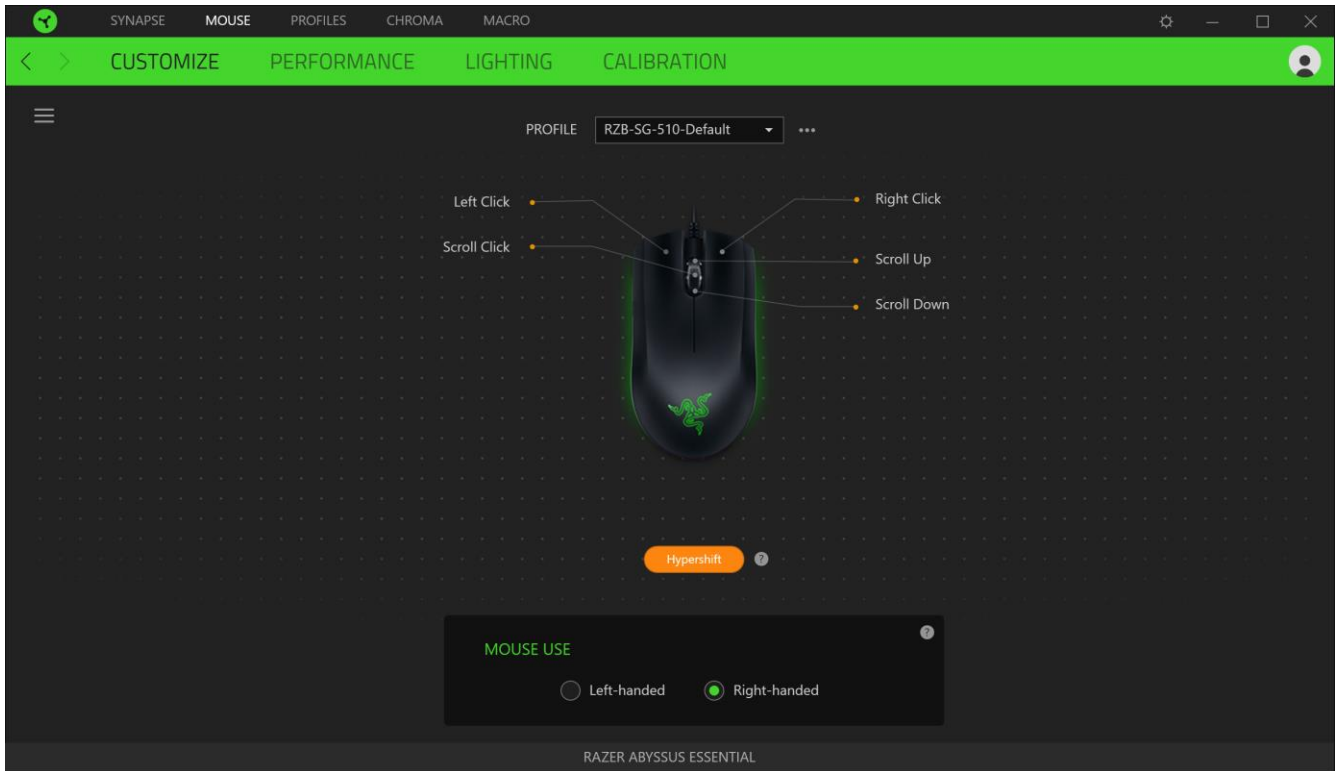 SYNAPSE MOUSE PROFILES CHROMA MACRO
CUSTOMIZE PERFORMANCE LIGHTING CALIBRATION
PROFILE RZB-SG-510-Default
Left Click
Right Click
Scroll Click
Scroll Up
Scroll Down
Hypershift ?
?
MOUSE USE
Left-handed Right-handed
RAZER ABYSSUS ESSENTIAL